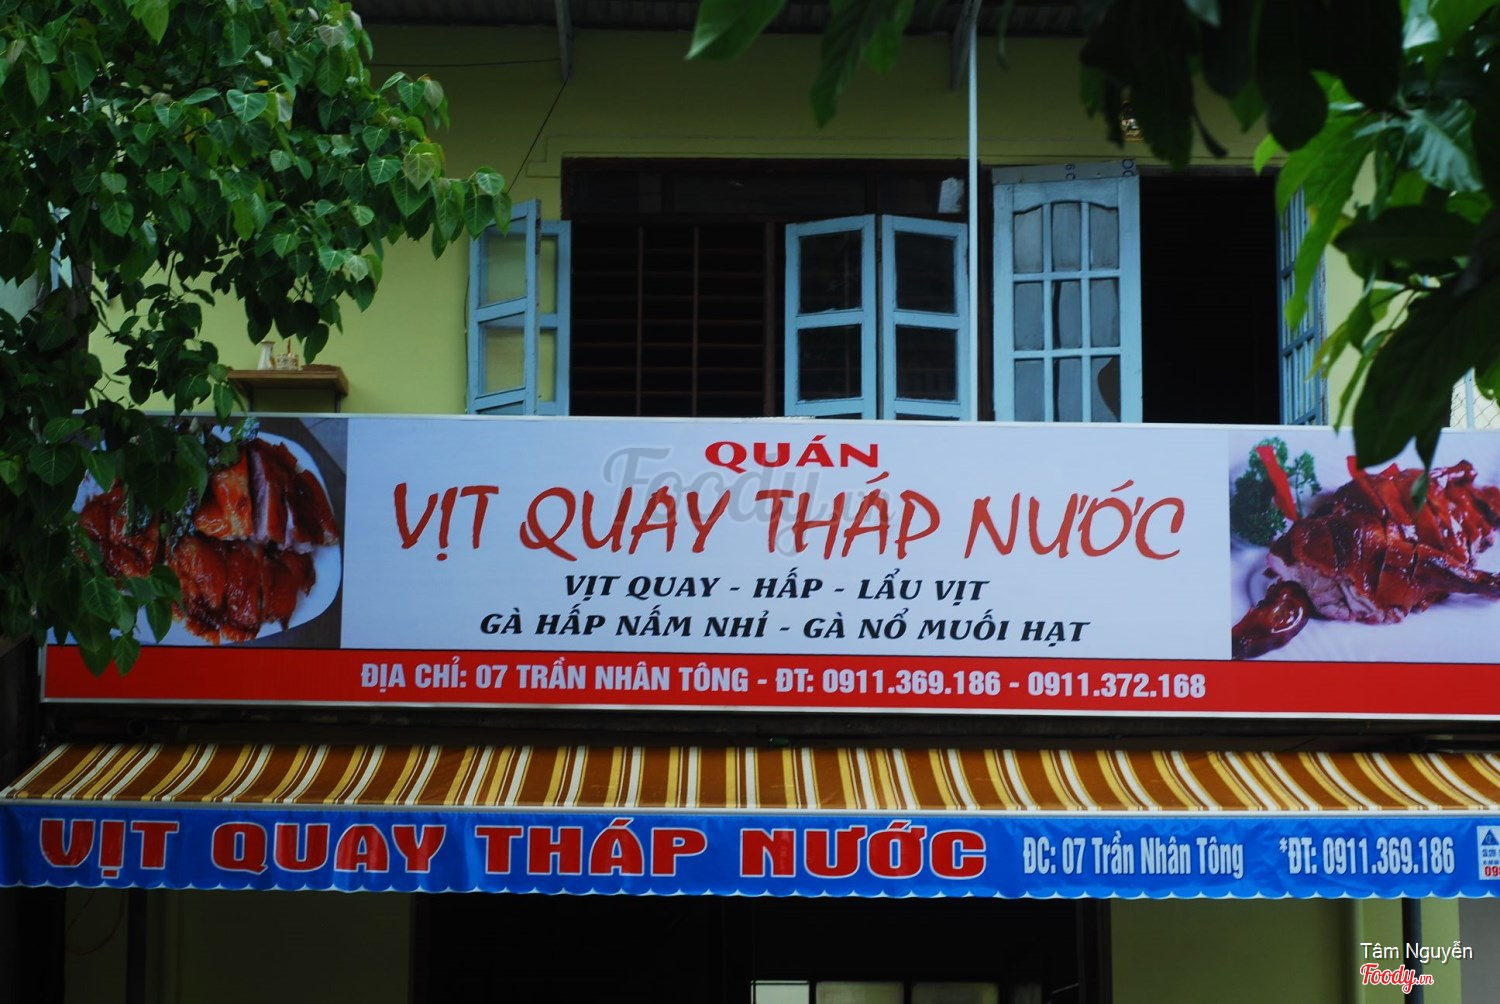 QUÁN
VỊT QUAY THÁP NƯỚC
VỊT QUAY - HẤP - LẨU VỊT
GÀ HẤP NẤM NHỈ - GÀ NỔ MUỐI HẠT
ĐỊA CHỈ: 07 TRẦN NHÂN TÔNG - ĐT: 0911.369.186 - 0911.372.168
VỊT QUAY THÁP NƯỚC ĐC: 07 Trần Nhân Tông *ĐT: 0911.369.186
Foody.vn
Tâm Nguyễn
Foody.vn